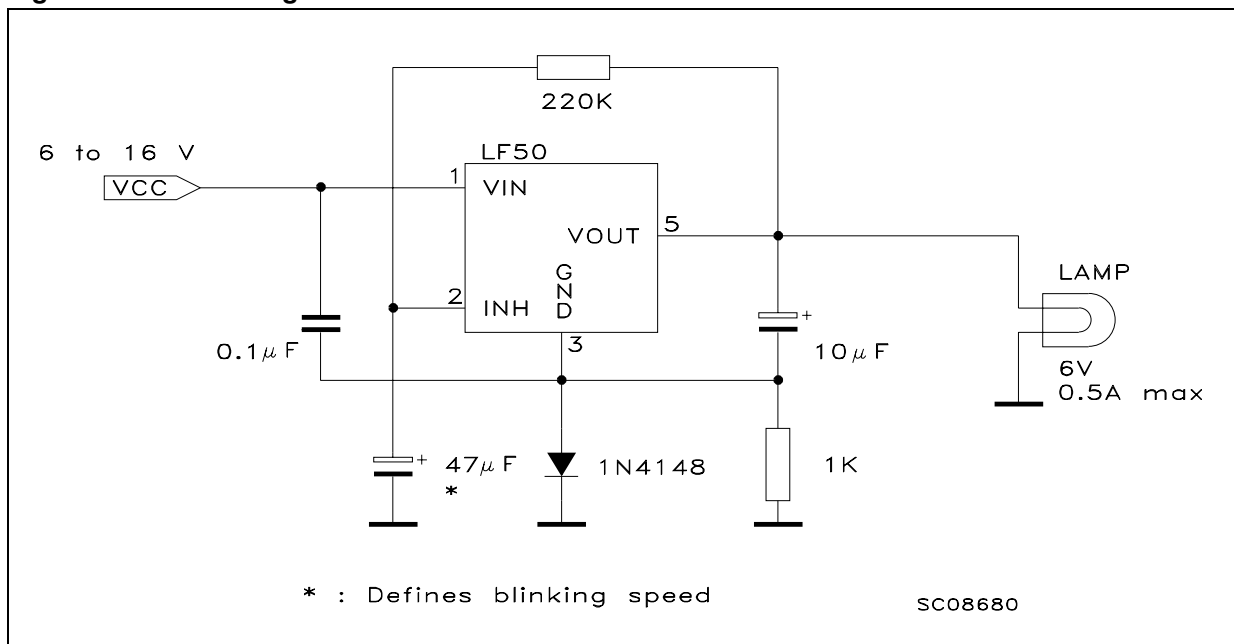 220K
6 to 16 V
LF50
VCC
1
VIN
5
VOUT
GND
2
INH
3
LAMP
0.1μF
10μF
6V
0.5A max
47μF
*
1N4148
1K
* : Defines blinking speed
SC08680